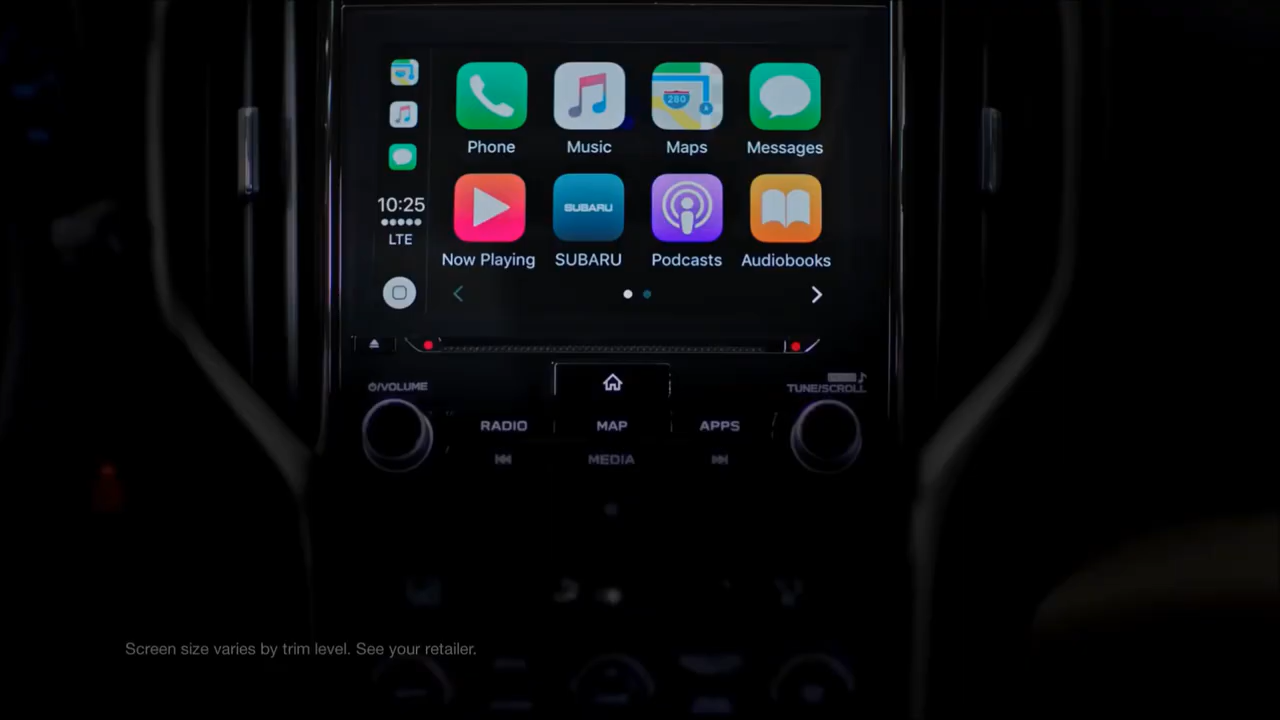 Phone Music Maps Messages
280
10:25
LTE
SUBARU
Now Playing SUBARU Podcasts Audiobooks
⏻/VOLUME
TUNE/SCROLL
RADIO MAP APPS
MEDIA
Screen size varies by trim level. See your retailer.